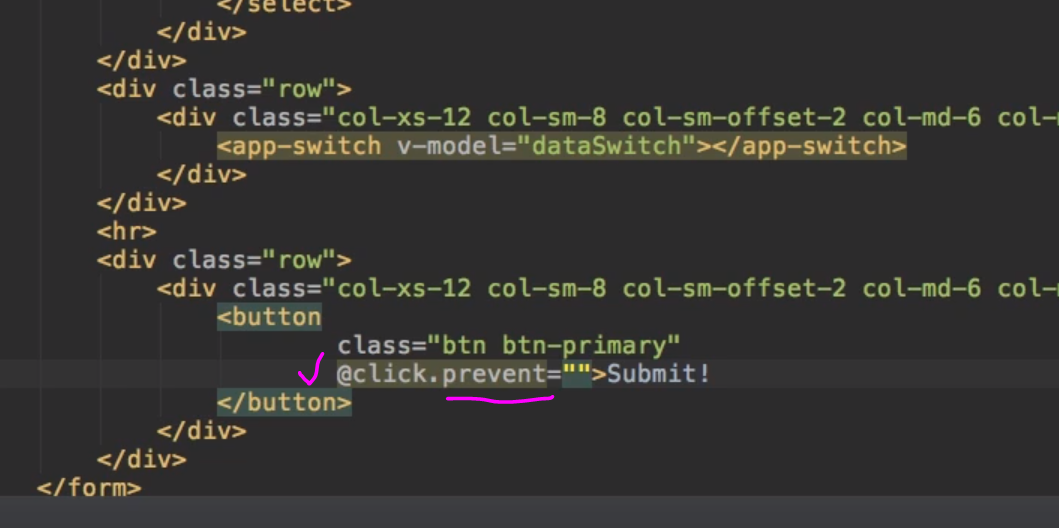 </select>
</div>
</div>
<div class="row">
<div class="col-xs-12 col-sm-8 col-sm-offset-2 col-md-6 col-
<app-switch v-model="dataSwitch"></app-switch>
</div>
</div>
<hr>
<div class="row">
<div class="col-xs-12 col-sm-8 col-sm-offset-2 col-md-6 col-
<button
class="btn btn-primary"
@click.prevent="">Submit!
</button>
</div>
</div>
</form>